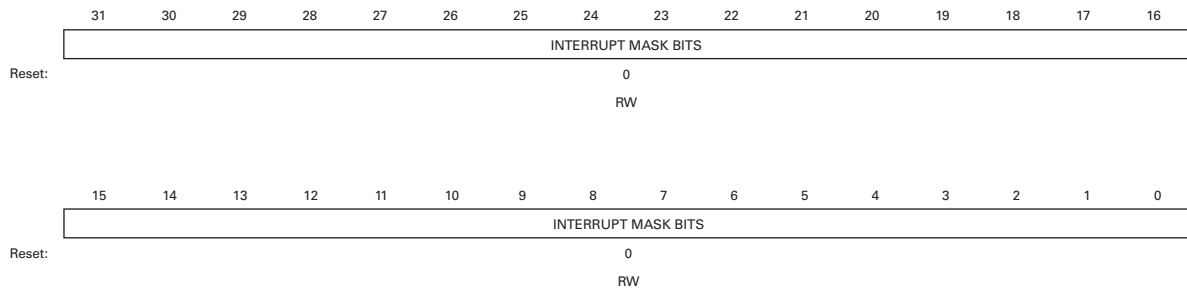 31 30 29 28 27 26 25 24 23 22 21 20 19 18 17 16
INTERRUPT MASK BITS
Reset: 0
RW
15 14 13 12 11 10 9 8 7 6 5 4 3 2 1 0
INTERRUPT MASK BITS
Reset: 0
RW